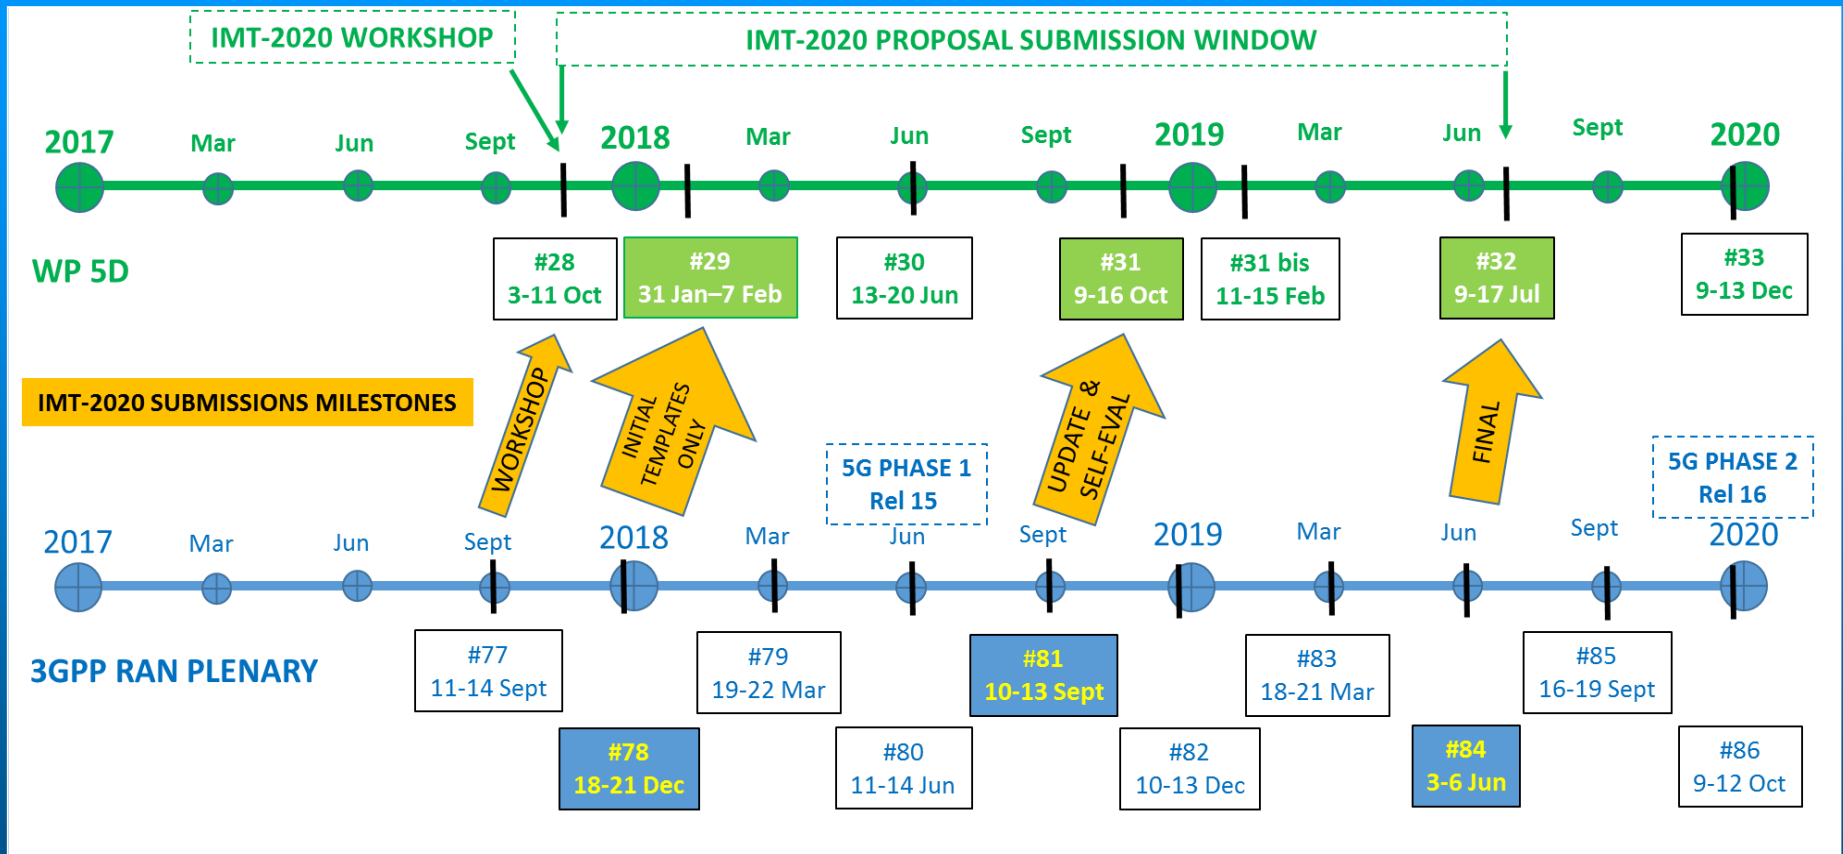 IMT-2020 WORKSHOP
IMT-2020 PROPOSAL SUBMISSION WINDOW
2017
Mar
Jun
Sept
2018
Mar
Jun
Sept
2019
Mar
Jun
Sept
2020
WP 5D
#28
3-11 Oct
#29
31 Jan–7 Feb
#30
13-20 Jun
#31
9-16 Oct
#31 bis
11-15 Feb
#32
9-17 Jul
#33
9-13 Dec
IMT-2020 SUBMISSIONS MILESTONES
WORKSHOP
INITIAL
TEMPLATES
ONLY
UPDATE &
SELF-EVAL
FINAL
5G PHASE 1
Rel 15
5G PHASE 2
Rel 16
2017
Mar
Jun
Sept
2018
Mar
Jun
Sept
2019
Mar
Jun
Sept
2020
3GPP RAN PLENARY
#77
11-14 Sept
#78
18-21 Dec
#79
19-22 Mar
#80
11-14 Jun
#81
10-13 Sept
#82
10-13 Dec
#83
18-21 Mar
#84
3-6 Jun
#85
16-19 Sept
#86
9-12 Oct